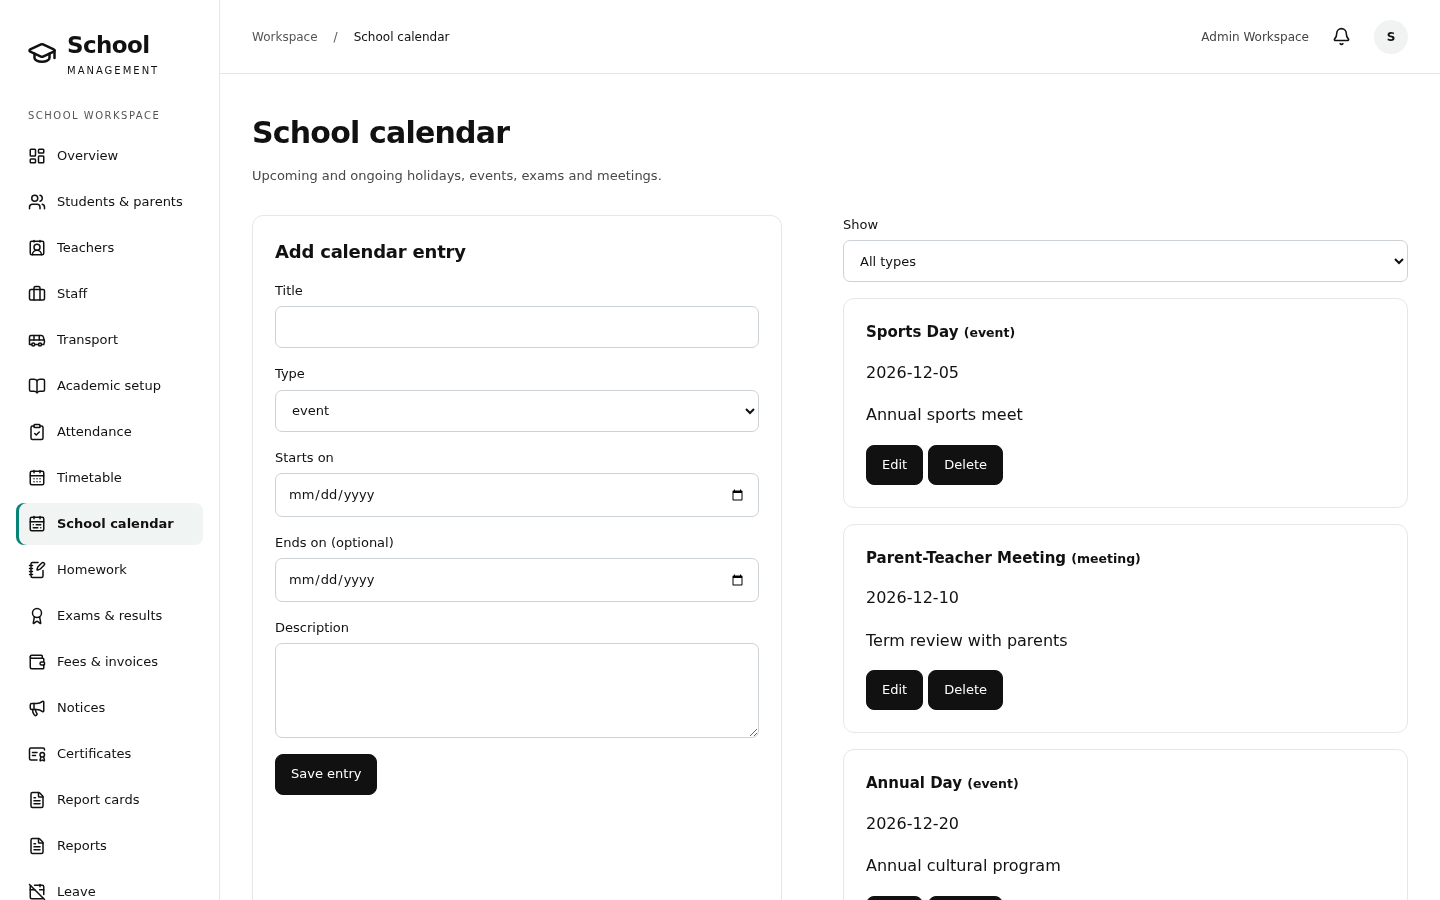 School
MANAGEMENT
SCHOOL WORKSPACE
Overview
Students & parents
Teachers
Staff
Transport
Academic setup
Attendance
Timetable
School calendar
Homework
Exams & results
Fees & invoices
Notices
Certificates
Report cards
Reports
Leave
Workspace / School calendar
Admin Workspace
S
School calendar
Upcoming and ongoing holidays, events, exams and meetings.
Add calendar entry
Title
Type
event
Starts on
mm/dd/yyyy
Ends on (optional)
mm/dd/yyyy
Description
Save entry
Show
All types
Sports Day (event)
2026-12-05
Annual sports meet
Edit Delete
Parent-Teacher Meeting (meeting)
2026-12-10
Term review with parents
Edit Delete
Annual Day (event)
2026-12-20
Annual cultural program